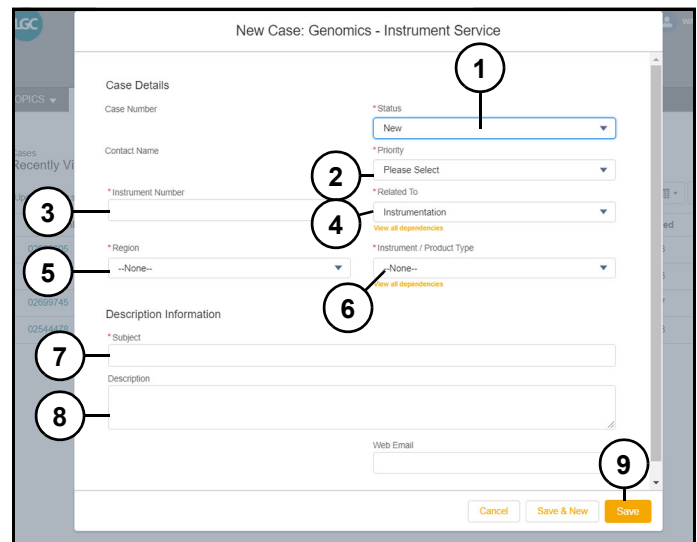 LGC
New Case: Genomics - Instrument Service
1
Case Details
OPICS
Case Number
* Status
New
Contact Name
* Priority
Cases
Recently Vi
Please Select
2
* Instrument Number
* Related To
3
Instrumentation
4
View all dependencies
* Region
* Instrument / Product Type
5
--None--
--None--
View all dependencies
6
02699745
Description Information
02544478
* Subject
7
Description
8
Web Email
9
Cancel
Save & New
Save